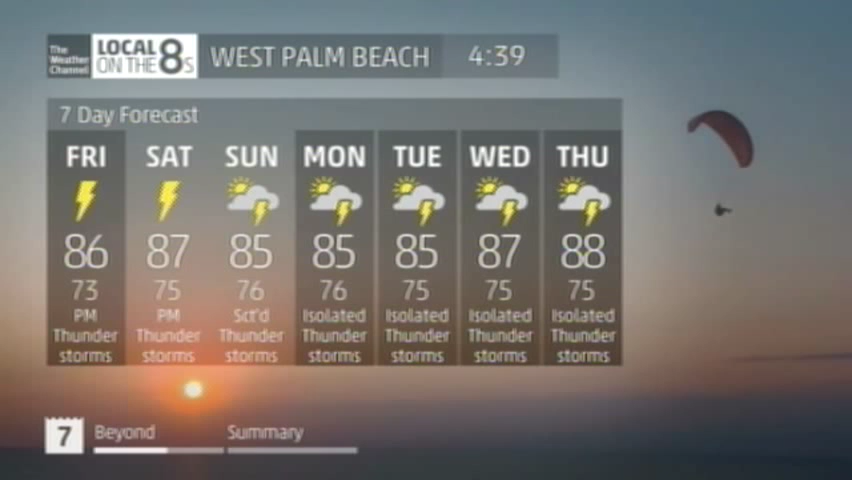 The
Weather
Channel
LOCAL
ON THE 8s
WEST PALM BEACH
4:39
7 Day Forecast
FRI SAT SUN MON TUE WED THU
86 87 85 85 85 87 88
73 75 76 76 75 75 75
PM PM Sct'd Isolated Isolated Isolated Isolated
Thunder Thunder Thunder Thunder Thunder Thunder Thunder
storms storms storms storms storms storms storms
7 Beyond Summary